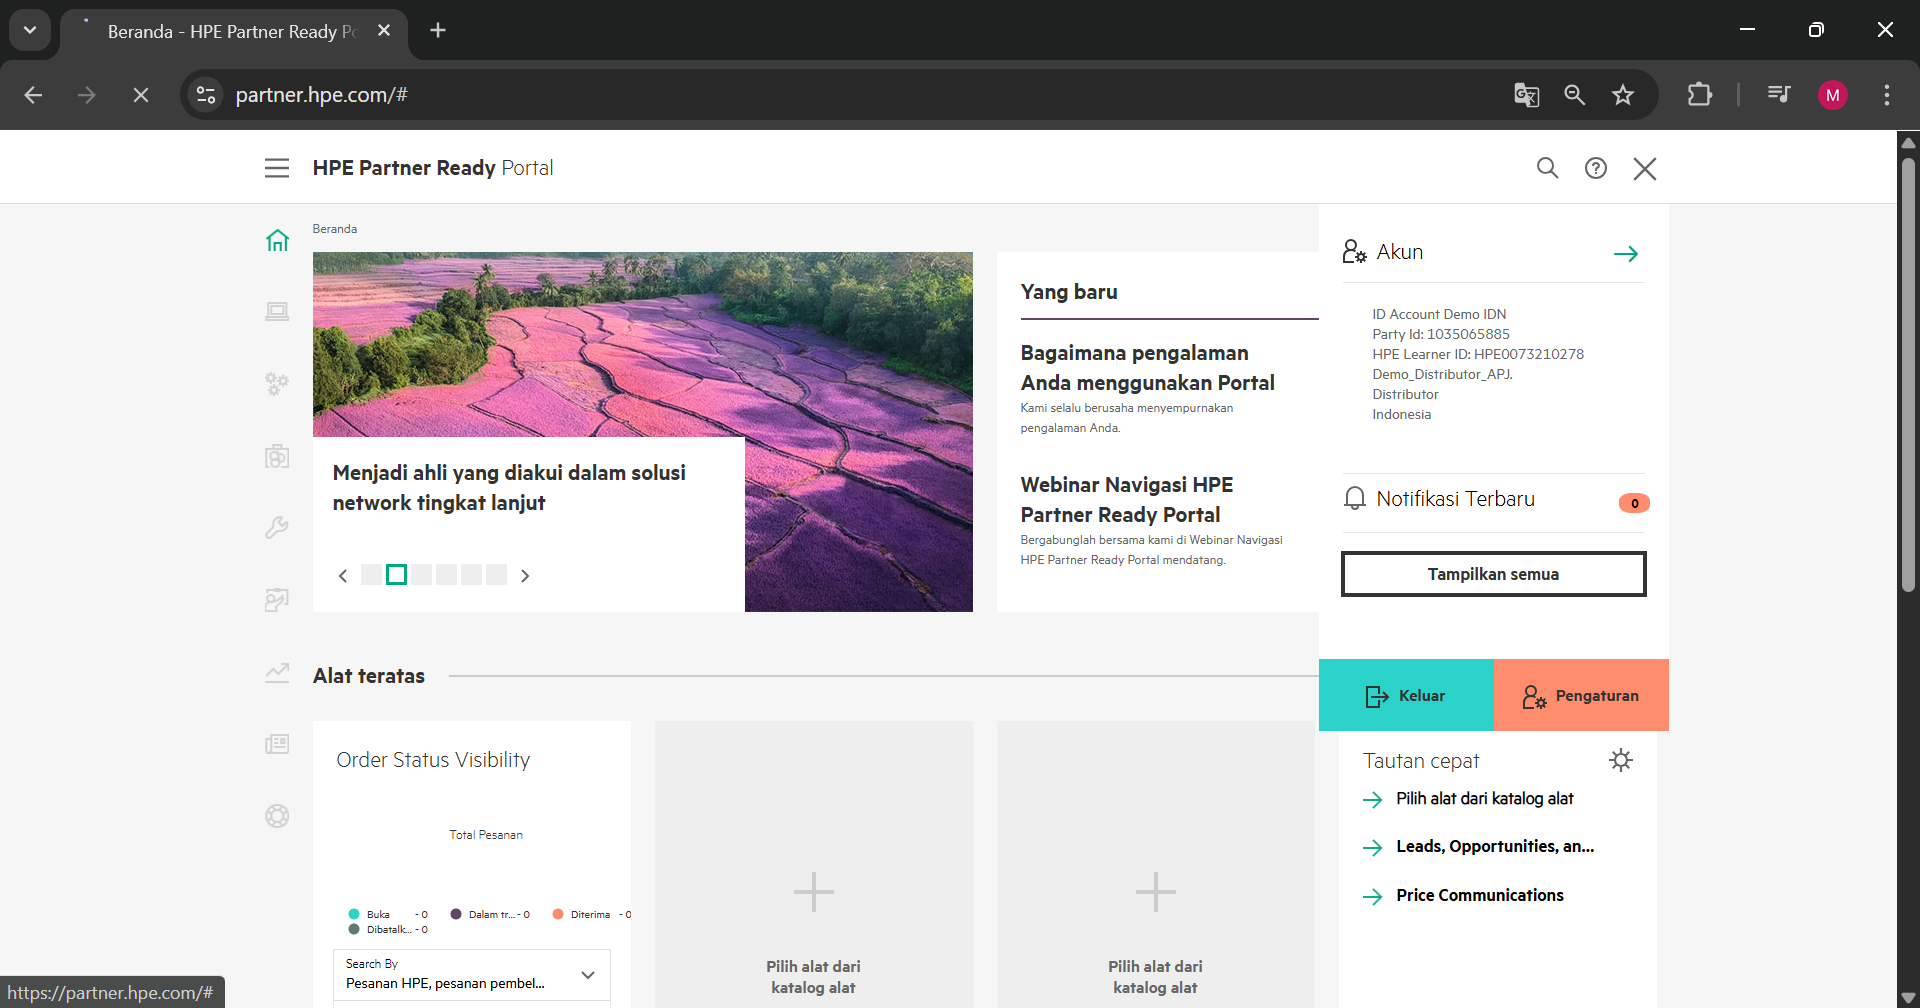 Beranda - HPE Partner Ready Po
partner.hpe.com/#
M
HPE Partner Ready Portal
Beranda
Menjadi ahli yang diakui dalam solusi
network tingkat lanjut
Yang baru
Bagaimana pengalaman
Anda menggunakan Portal
Kami selalu berusaha menyempurnakan
pengalaman Anda.
Webinar Navigasi HPE
Partner Ready Portal
Bergabunglah bersama kami di Webinar Navigasi
HPE Partner Ready Portal mendatang.
Akun
ID Account Demo IDN
Party Id: 1035065885
HPE Learner ID: HPE0073210278
Demo_Distributor_APJ.
Distributor
Indonesia
Notifikasi Terbaru
0
Tampilkan semua
Keluar
Pengaturan
Alat teratas
Order Status Visibility
Total Pesanan
Buka - 0
Dalam tr... - 0
Diterima - 0
Dibatalk... - 0
Search By
Pesanan HPE, pesanan pembel...
Pilih alat dari
katalog alat
Pilih alat dari
katalog alat
Tautan cepat
Pilih alat dari katalog alat
Leads, Opportunities, an...
Price Communications
https://partner.hpe.com/#